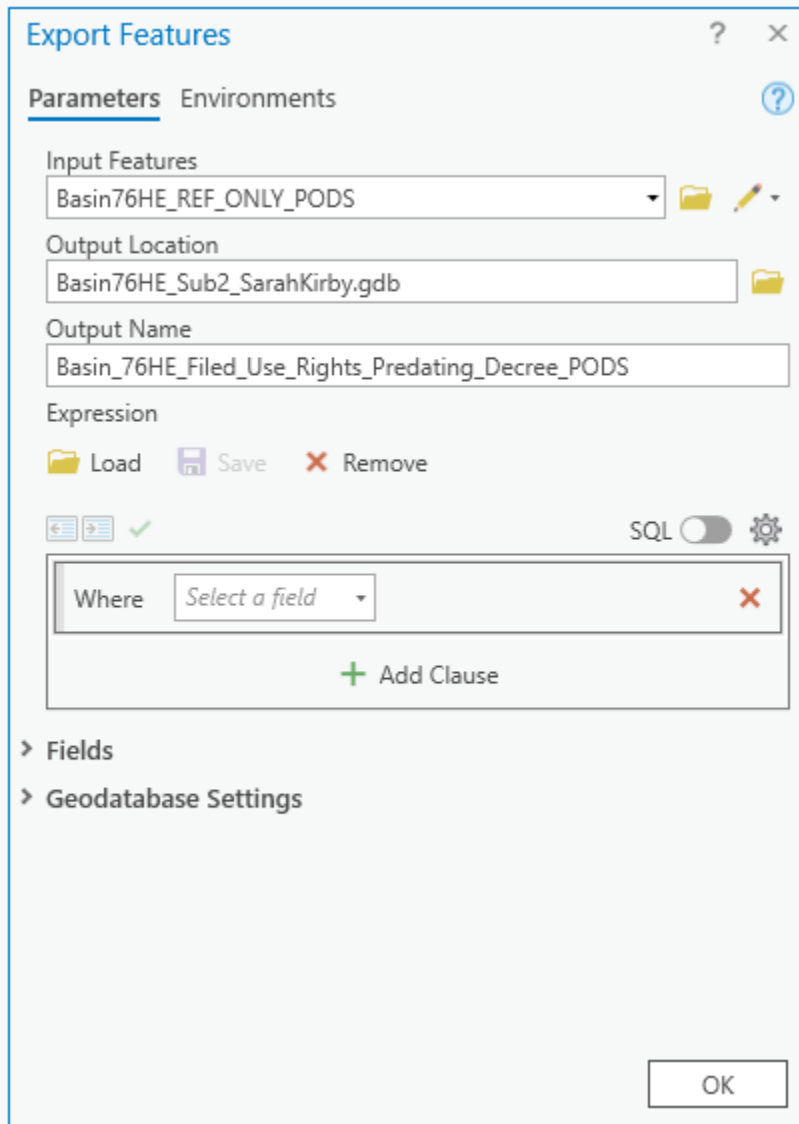 Export Features ?
Parameters Environments ?
Input Features
Basin76HE_REF_ONLY_PODS
Output Location
Basin76HE_Sub2_SarahKirby.gdb
Output Name
Basin_76HE_Filed_Use_Rights_Predating_Decree_PODS
Expression
Load Save Remove
SQL
Where Select a field
Add Clause
Fields
Geodatabase Settings
OK